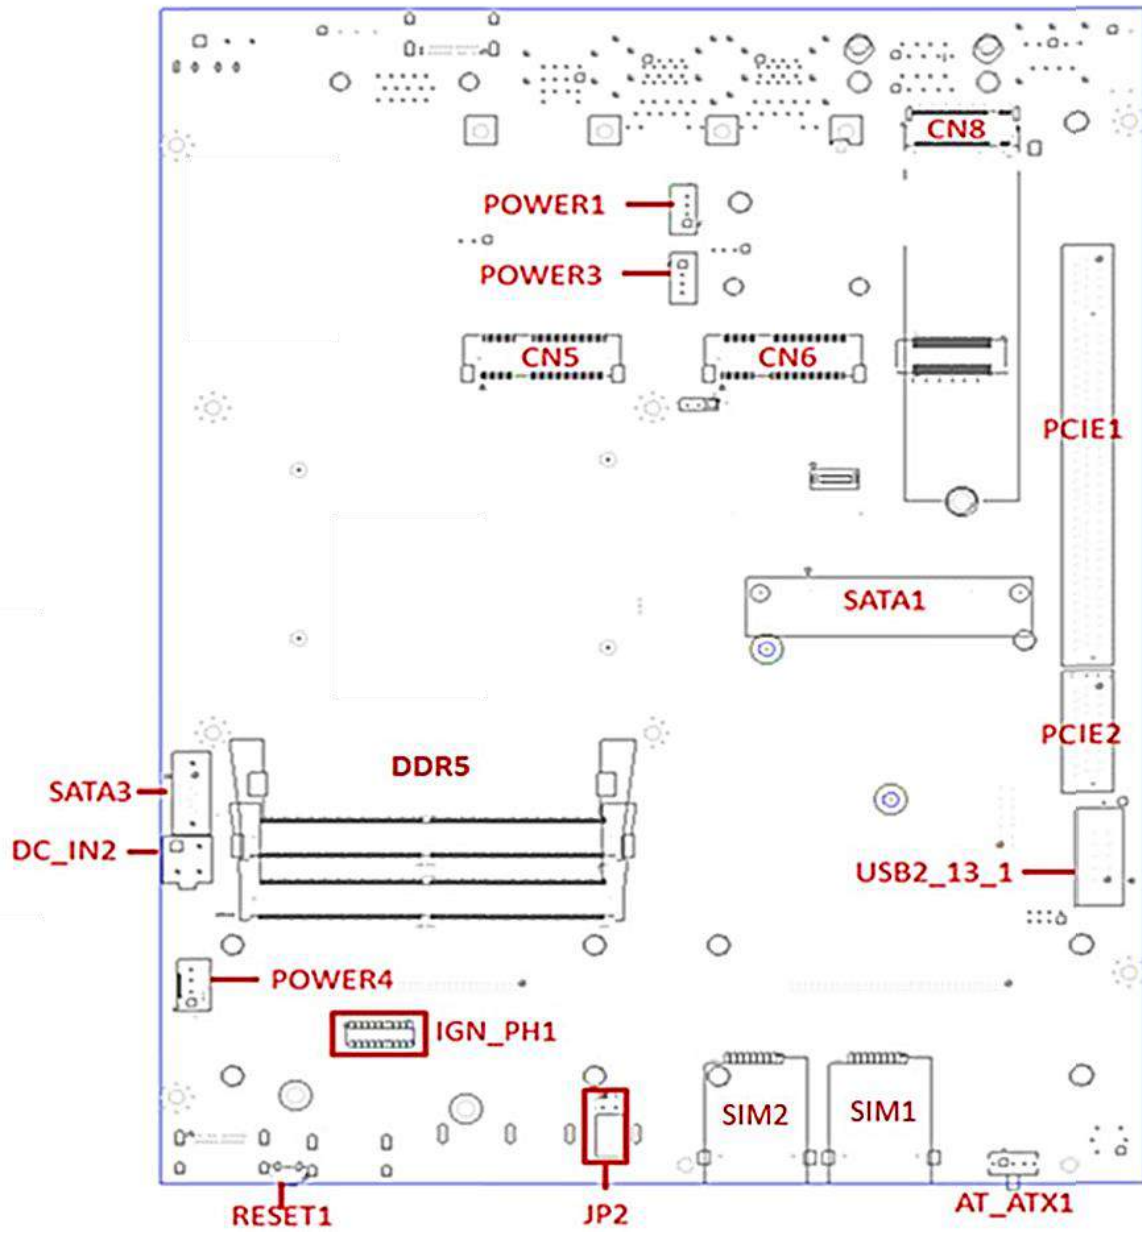 CN8
POWER1
POWER3
CN5
CN6
PCIE1
SATA1
PCIE2
DDR5
SATA3
DC_IN2
USB2_13_1
POWER4
IGN_PH1
SIM2
SIM1
RESET1
JP2
AT_ATX1